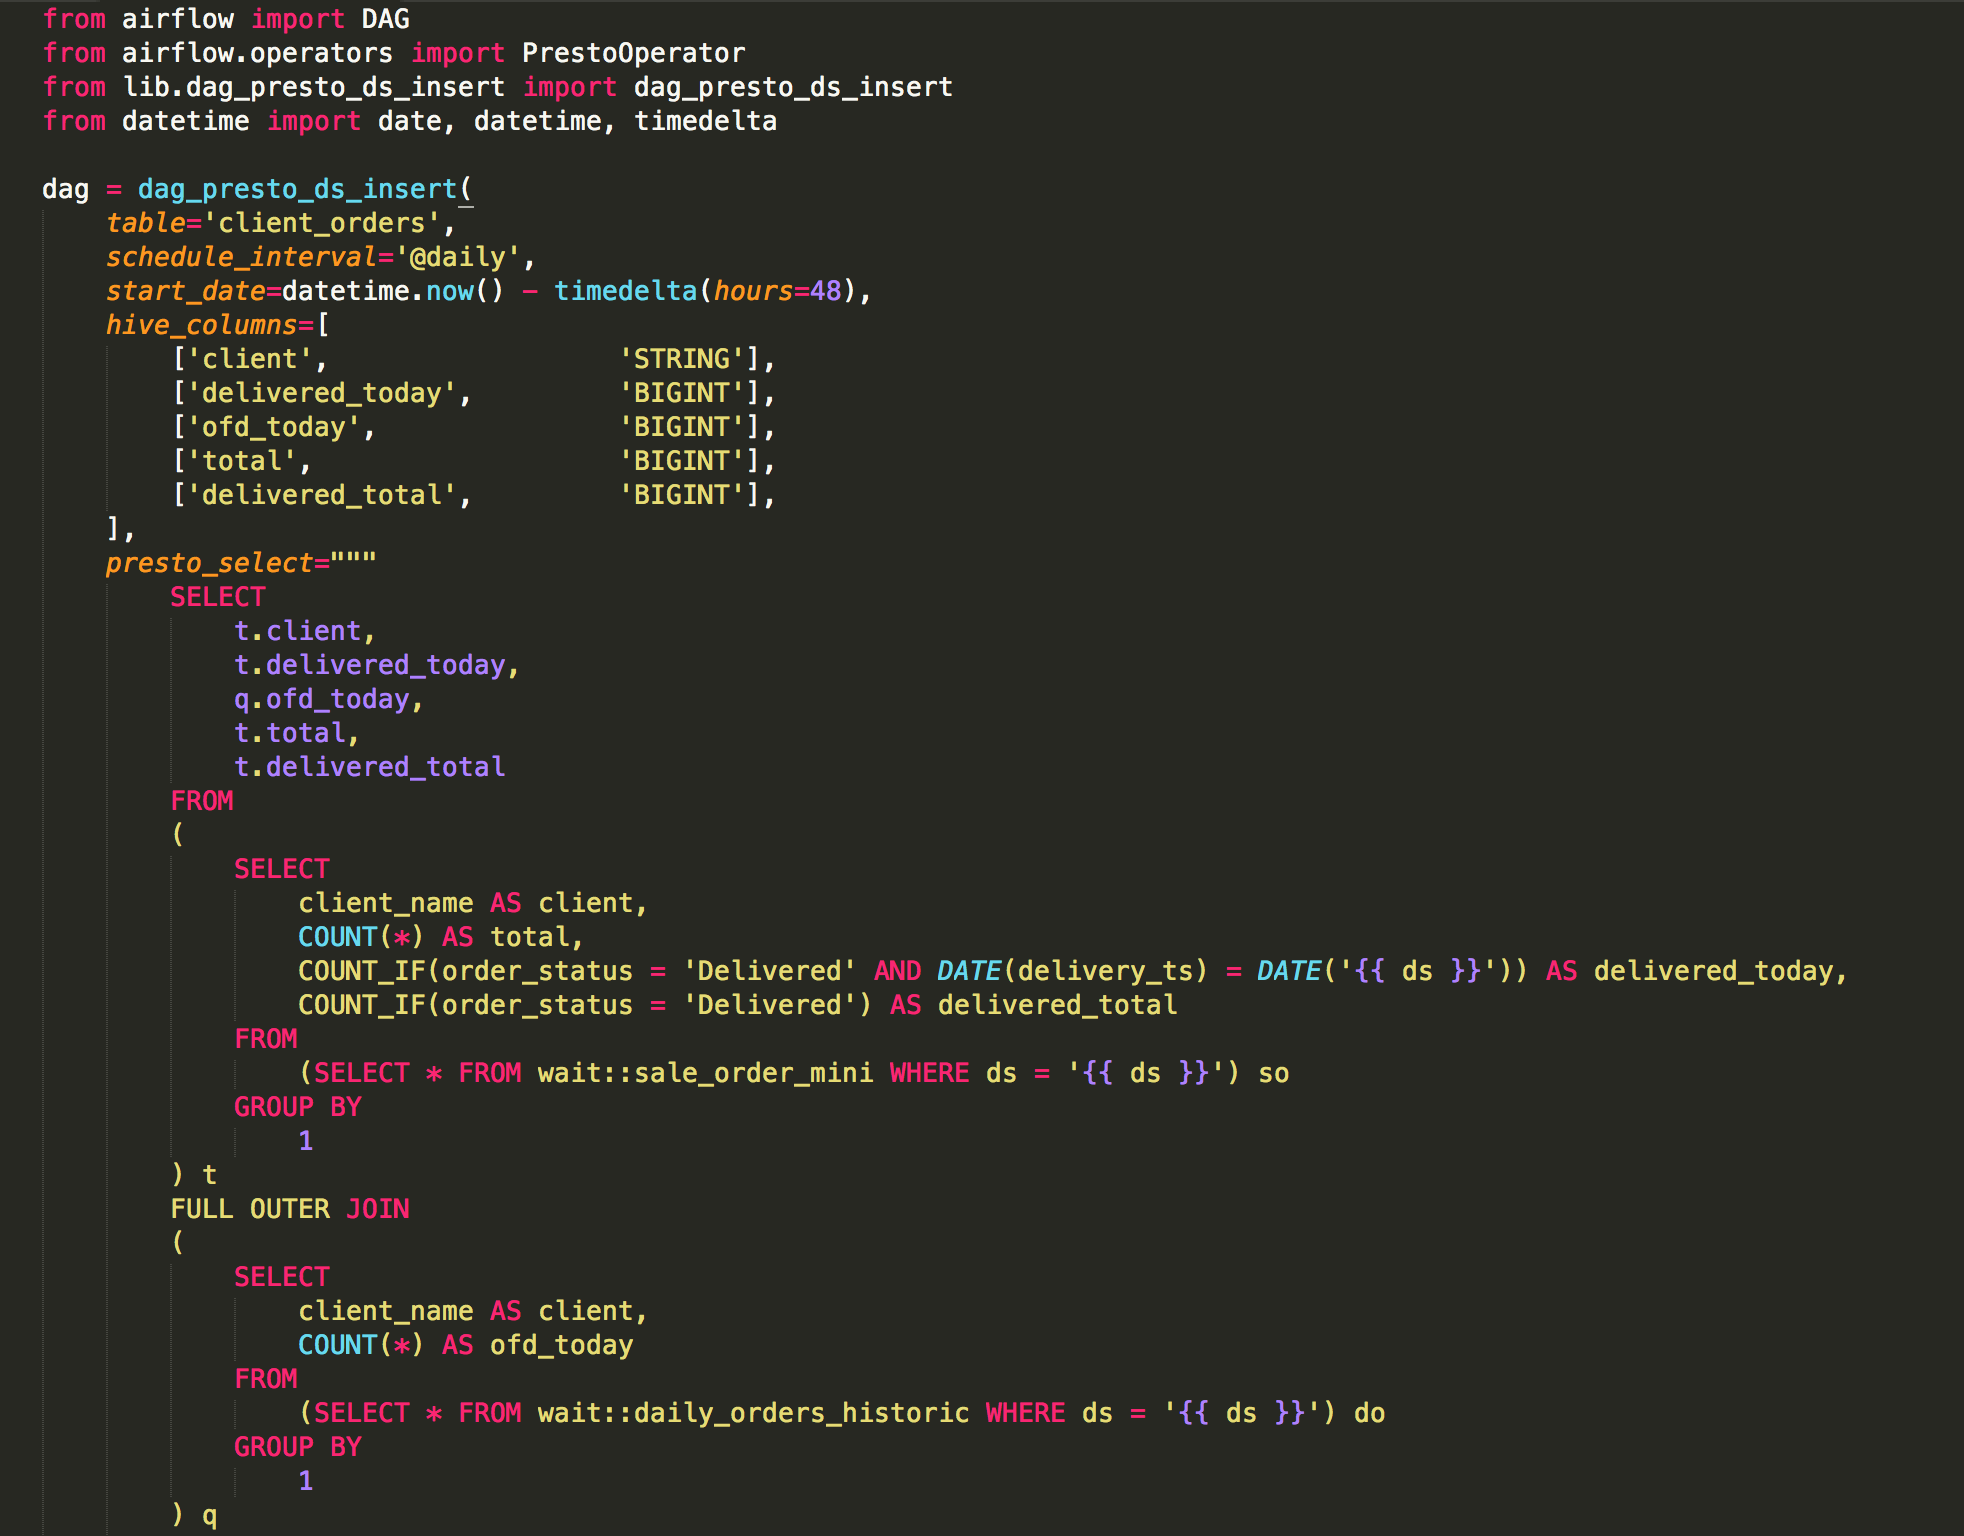 from airflow import DAG
from airflow.operators import PrestoOperator
from lib.dag_presto_ds_insert import dag_presto_ds_insert
from datetime import date, datetime, timedelta

dag = dag_presto_ds_insert(
    table='client_orders',
    schedule_interval='@daily',
    start_date=datetime.now() - timedelta(hours=48),
    hive_columns=[
        ['client',                  'STRING'],
        ['delivered_today',         'BIGINT'],
        ['ofd_today',               'BIGINT'],
        ['total',                   'BIGINT'],
        ['delivered_total',         'BIGINT'],
    ],
    presto_select="""
        SELECT
            t.client,
            t.delivered_today,
            q.ofd_today,
            t.total,
            t.delivered_total
        FROM
        (
            SELECT
                client_name AS client,
                COUNT(*) AS total,
                COUNT_IF(order_status = 'Delivered' AND DATE(delivery_ts) = DATE('{{ ds }}')) AS delivered_today,
                COUNT_IF(order_status = 'Delivered') AS delivered_total
            FROM
                (SELECT * FROM wait::sale_order_mini WHERE ds = '{{ ds }}') so
            GROUP BY
                1
        ) t
        FULL OUTER JOIN
        (
            SELECT
                client_name AS client,
                COUNT(*) AS ofd_today
            FROM
                (SELECT * FROM wait::daily_orders_historic WHERE ds = '{{ ds }}') do
            GROUP BY
                1
        ) q